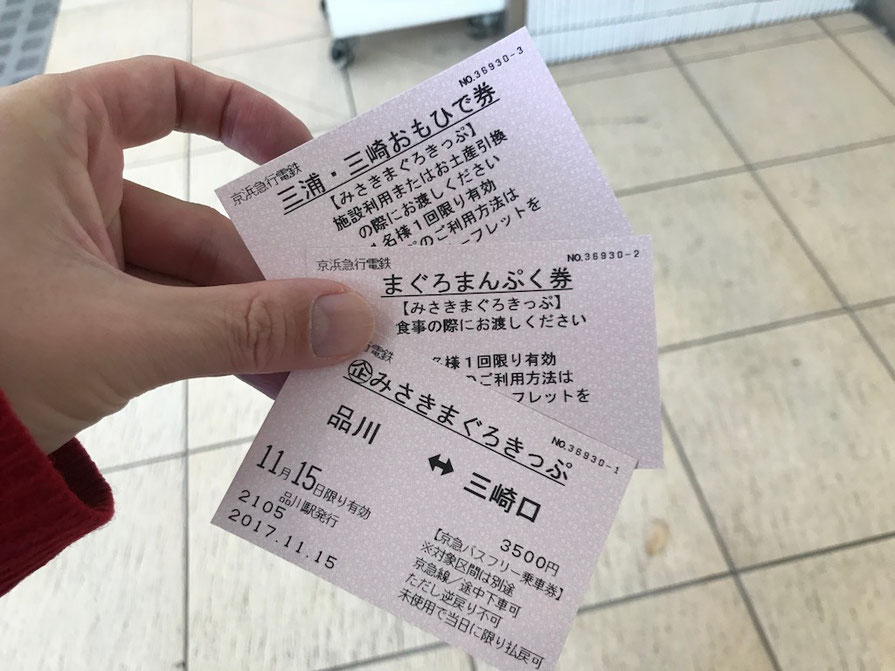 NO.36930-3
京浜急行電鉄
三浦・三崎おもひで券
【みさきまぐろきっぷ】
施設利用またはお土産引換
の際にお渡しください
名様1回限り有効
のご利用方法は
ーフレットを
京浜急行電鉄
NO.36930-2
まぐろまんぷく券
【みさきまぐろきっぷ】
食事の際にお渡しください
名様1回限り有効
のご利用方法は
フレットを
電鉄
NO.36930-1
企みさきまぐろきっぷ
品川 ↔ 三崎口
11月15日限り有効
3500円
2105 品川駅発行
2017.11.15
【京急バスフリー乗車券】
※対象区間は別途
京急線/途中下車可
ただし逆戻り不可
未使用で当日に限り払戻可